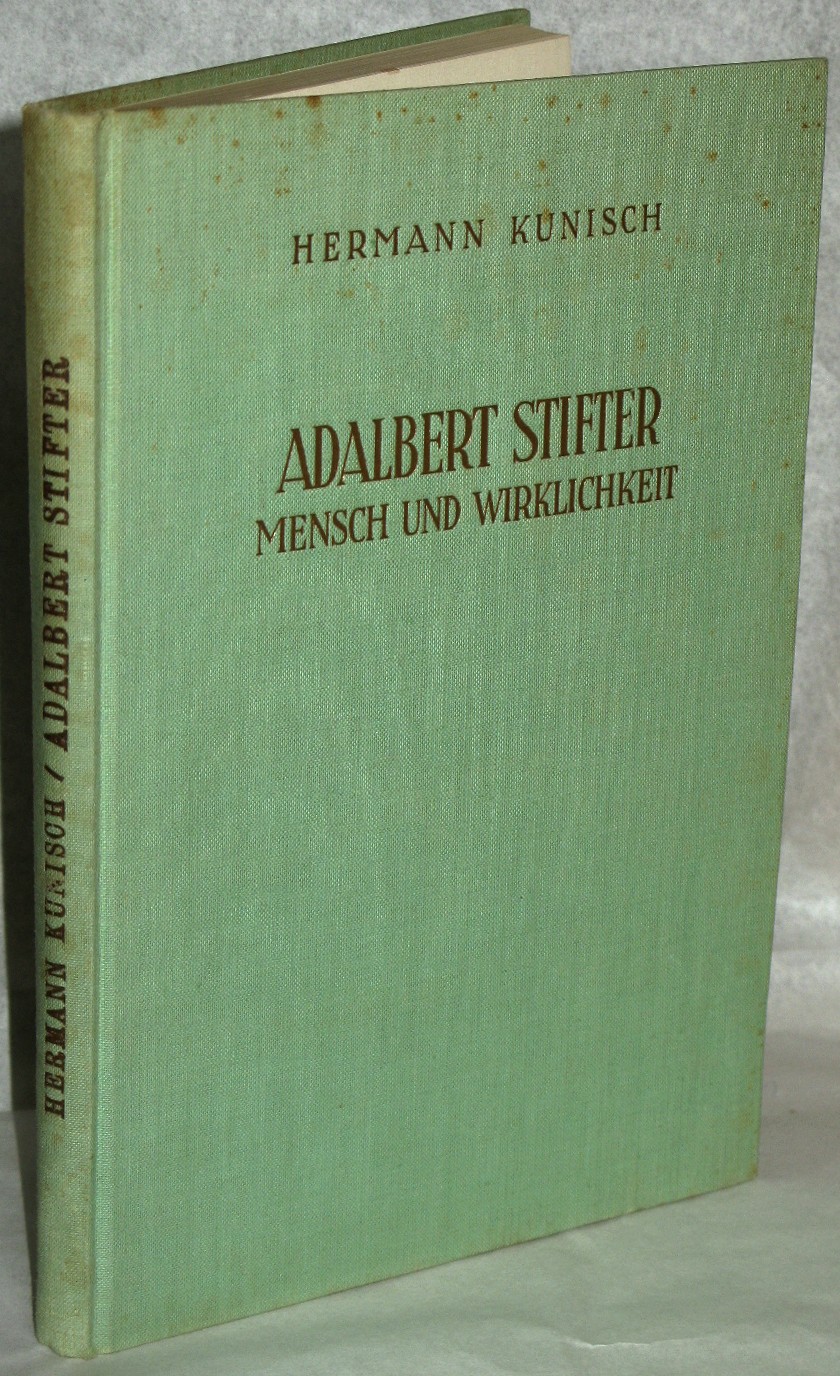 HERMANN KUNISCH
ADALBERT STIFTER
MENSCH UND WIRKLICHKEIT
HERMANN KUNISCH / ADALBERT STIFTER